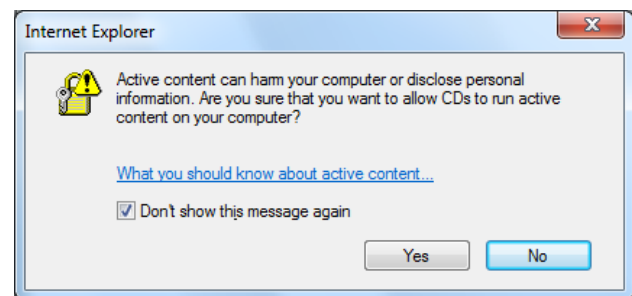 Internet Explorer
Active content can harm your computer or disclose personal
information. Are you sure that you want to allow CDs to run active
content on your computer?
What you should know about active content...
Don't show this message again
Yes No